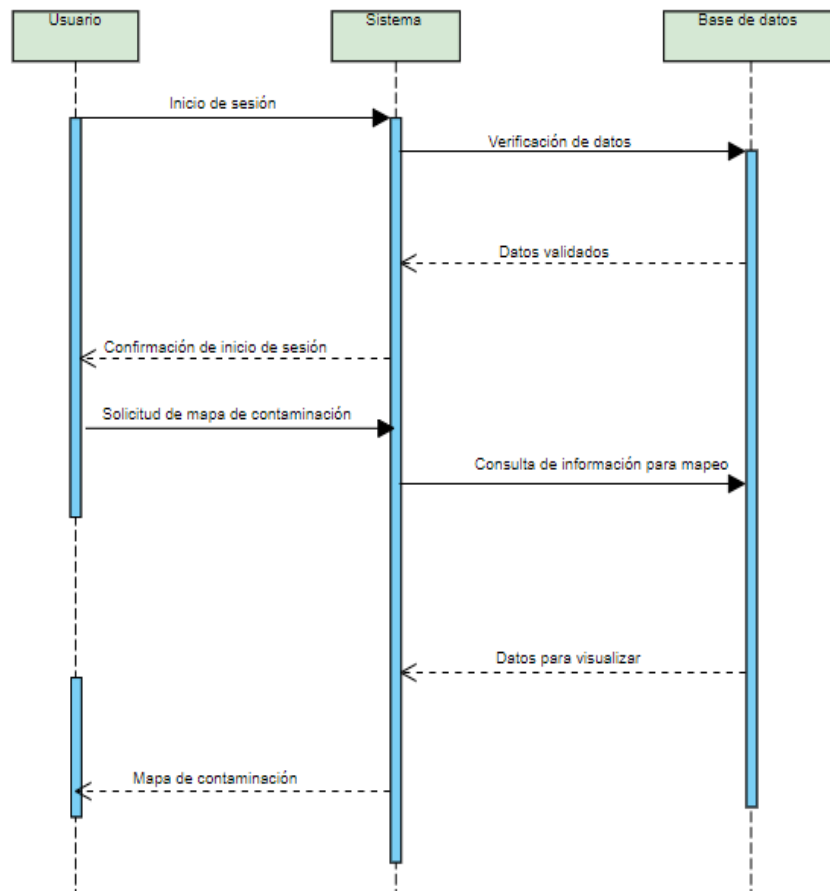 Usuario
Sistema
Base de datos
Inicio de sesión
Verificación de datos
Datos validados
Confirmación de inicio de sesión
Solicitud de mapa de contaminación
Consulta de información para mapeo
Datos para visualizar
Mapa de contaminación